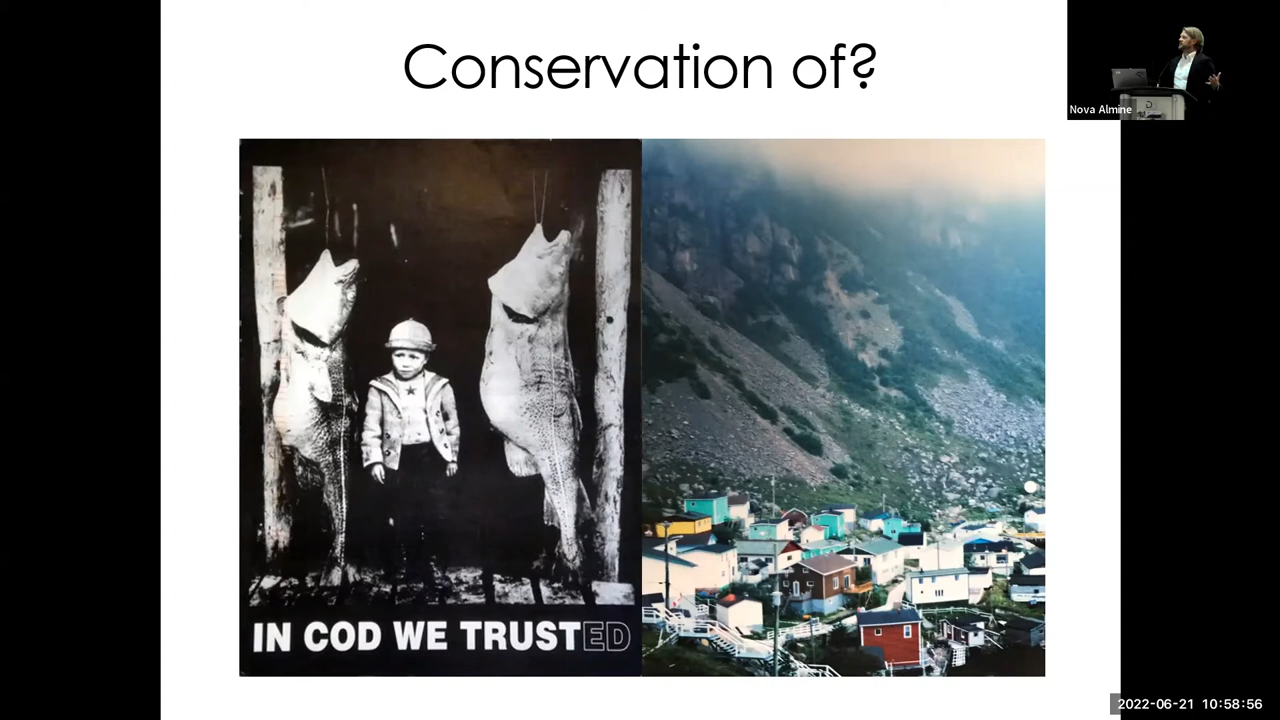 Conservation of?
Nova Almine
IN COD WE TRUSTED
2022-06-21 10:58:56